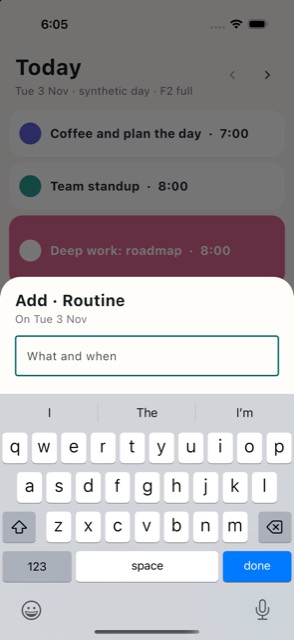 6:05
Today
Tue 3 Nov · synthetic day · F2 full
Coffee and plan the day · 7:00
Team standup · 8:00
Deep work: roadmap · 8:00
Add · Routine
On Tue 3 Nov
What and when
I The I'm
q w e r t y u i o p
a s d f g h j k l
z x c v b n m
123 space done